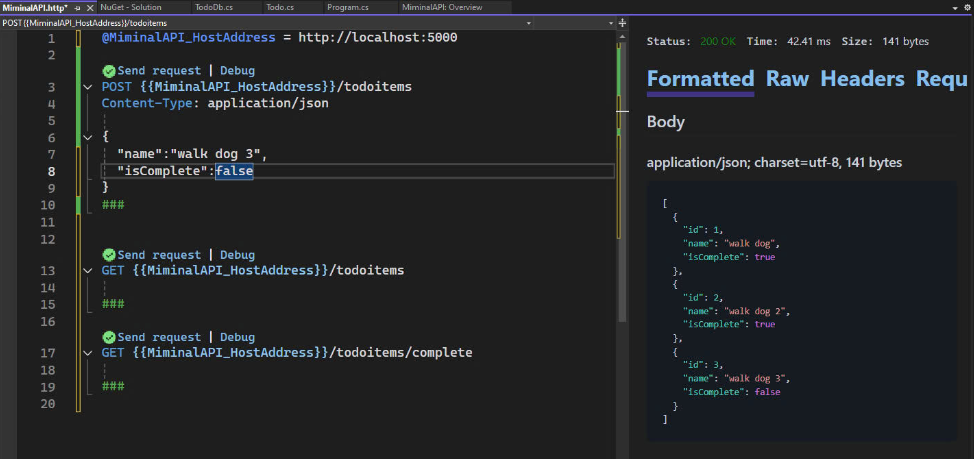 MiminalAPI.http*
NuGet - Solution
TodoDb.cs
Todo.cs
Program.cs
MiminalAPI: Overview
POST{{MiminalAPI_HostAddress}}/todoitems
1 @MiminalAPI_HostAddress = http://localhost:5000
2
Send request | Debug
3 POST {{MiminalAPI_HostAddress}}/todoitems
4 Content-Type: application/json
5
6 {
7 "name":"walk dog 3",
8 "isComplete":false
9 }
10 ###
11
12
Send request | Debug
13 GET {{MiminalAPI_HostAddress}}/todoitems
14
15 ###
16
Send request | Debug
17 GET {{MiminalAPI_HostAddress}}/todoitems/complete
18
19 ###
20
Status: 200 OK Time: 42.41 ms Size: 141 bytes
Formatted Raw Headers Requ
Body
application/json; charset=utf-8, 141 bytes
[
{
"id": 1,
"name": "walk dog",
"isComplete": true
},
{
"id": 2,
"name": "walk dog 2",
"isComplete": true
},
{
"id": 3,
"name": "walk dog 3",
"isComplete": false
}
]